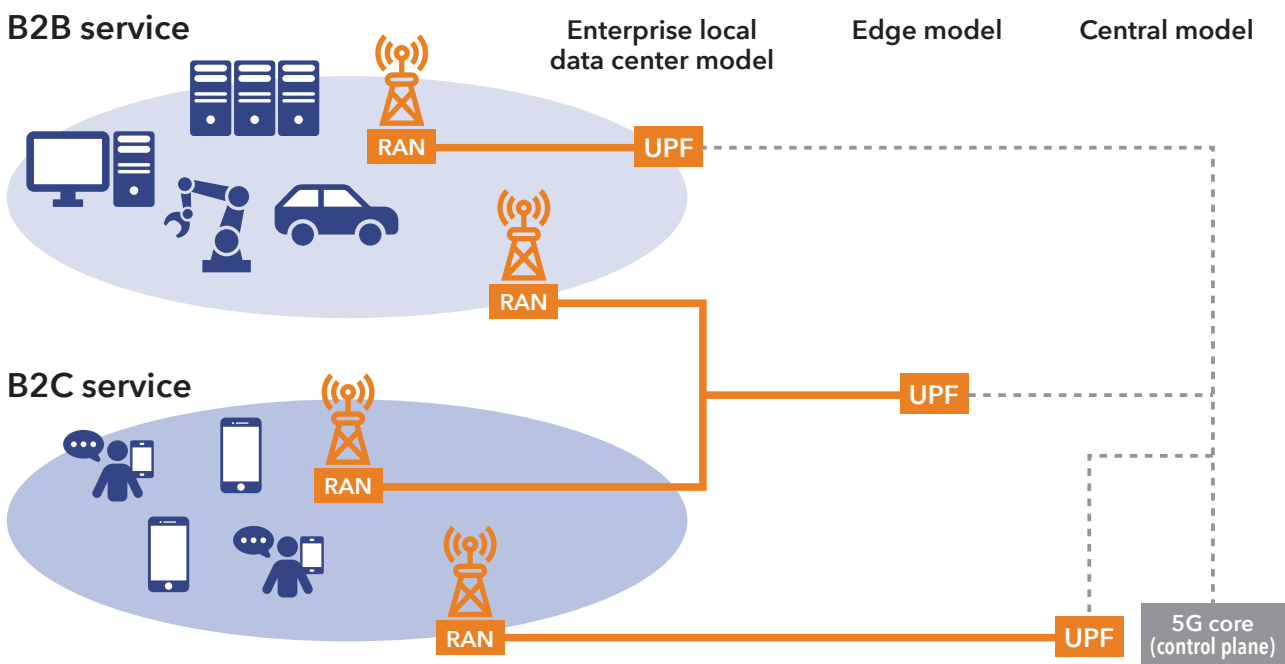 B2B service
Enterprise local
data center model
Edge model
Central model
RAN
UPF
RAN
B2C service
UPF
RAN
RAN
UPF
5G core
(control plane)